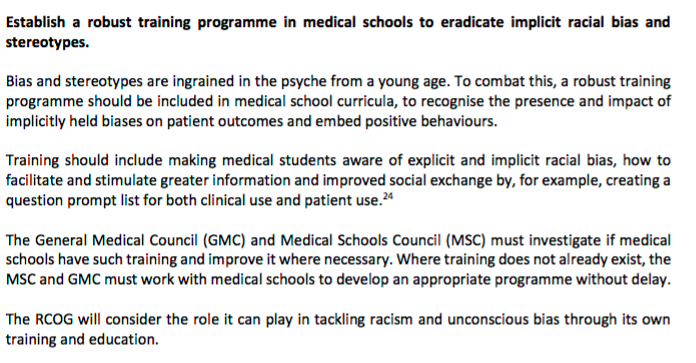 Establish a robust training programme in medical schools to eradicate implicit racial bias and
stereotypes.
Bias and stereotypes are ingrained in the psyche from a young age. To combat this, a robust training
programme should be included in medical school curricula, to recognise the presence and impact of
implicitly held biases on patient outcomes and embed positive behaviours.
Training should include making medical students aware of explicit and implicit racial bias, how to
facilitate and stimulate greater information and improved social exchange by, for example, creating a
question prompt list for both clinical use and patient use.24
The General Medical Council (GMC) and Medical Schools Council (MSC) must investigate if medical
schools have such training and improve it where necessary. Where training does not already exist, the
MSC and GMC must work with medical schools to develop an appropriate programme without delay.
The RCOG will consider the role it can play in tackling racism and unconscious bias through its own
training and education.